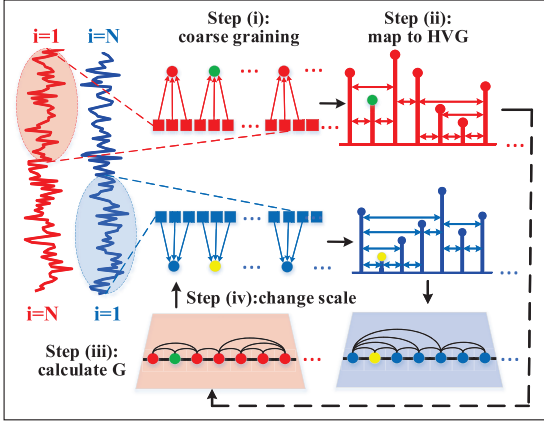 Step (i):
coarse graining
Step (ii):
map to HVG
i=1
i=N
i=N
i=1
Step (iv):change scale
Step (iii):
calculate G